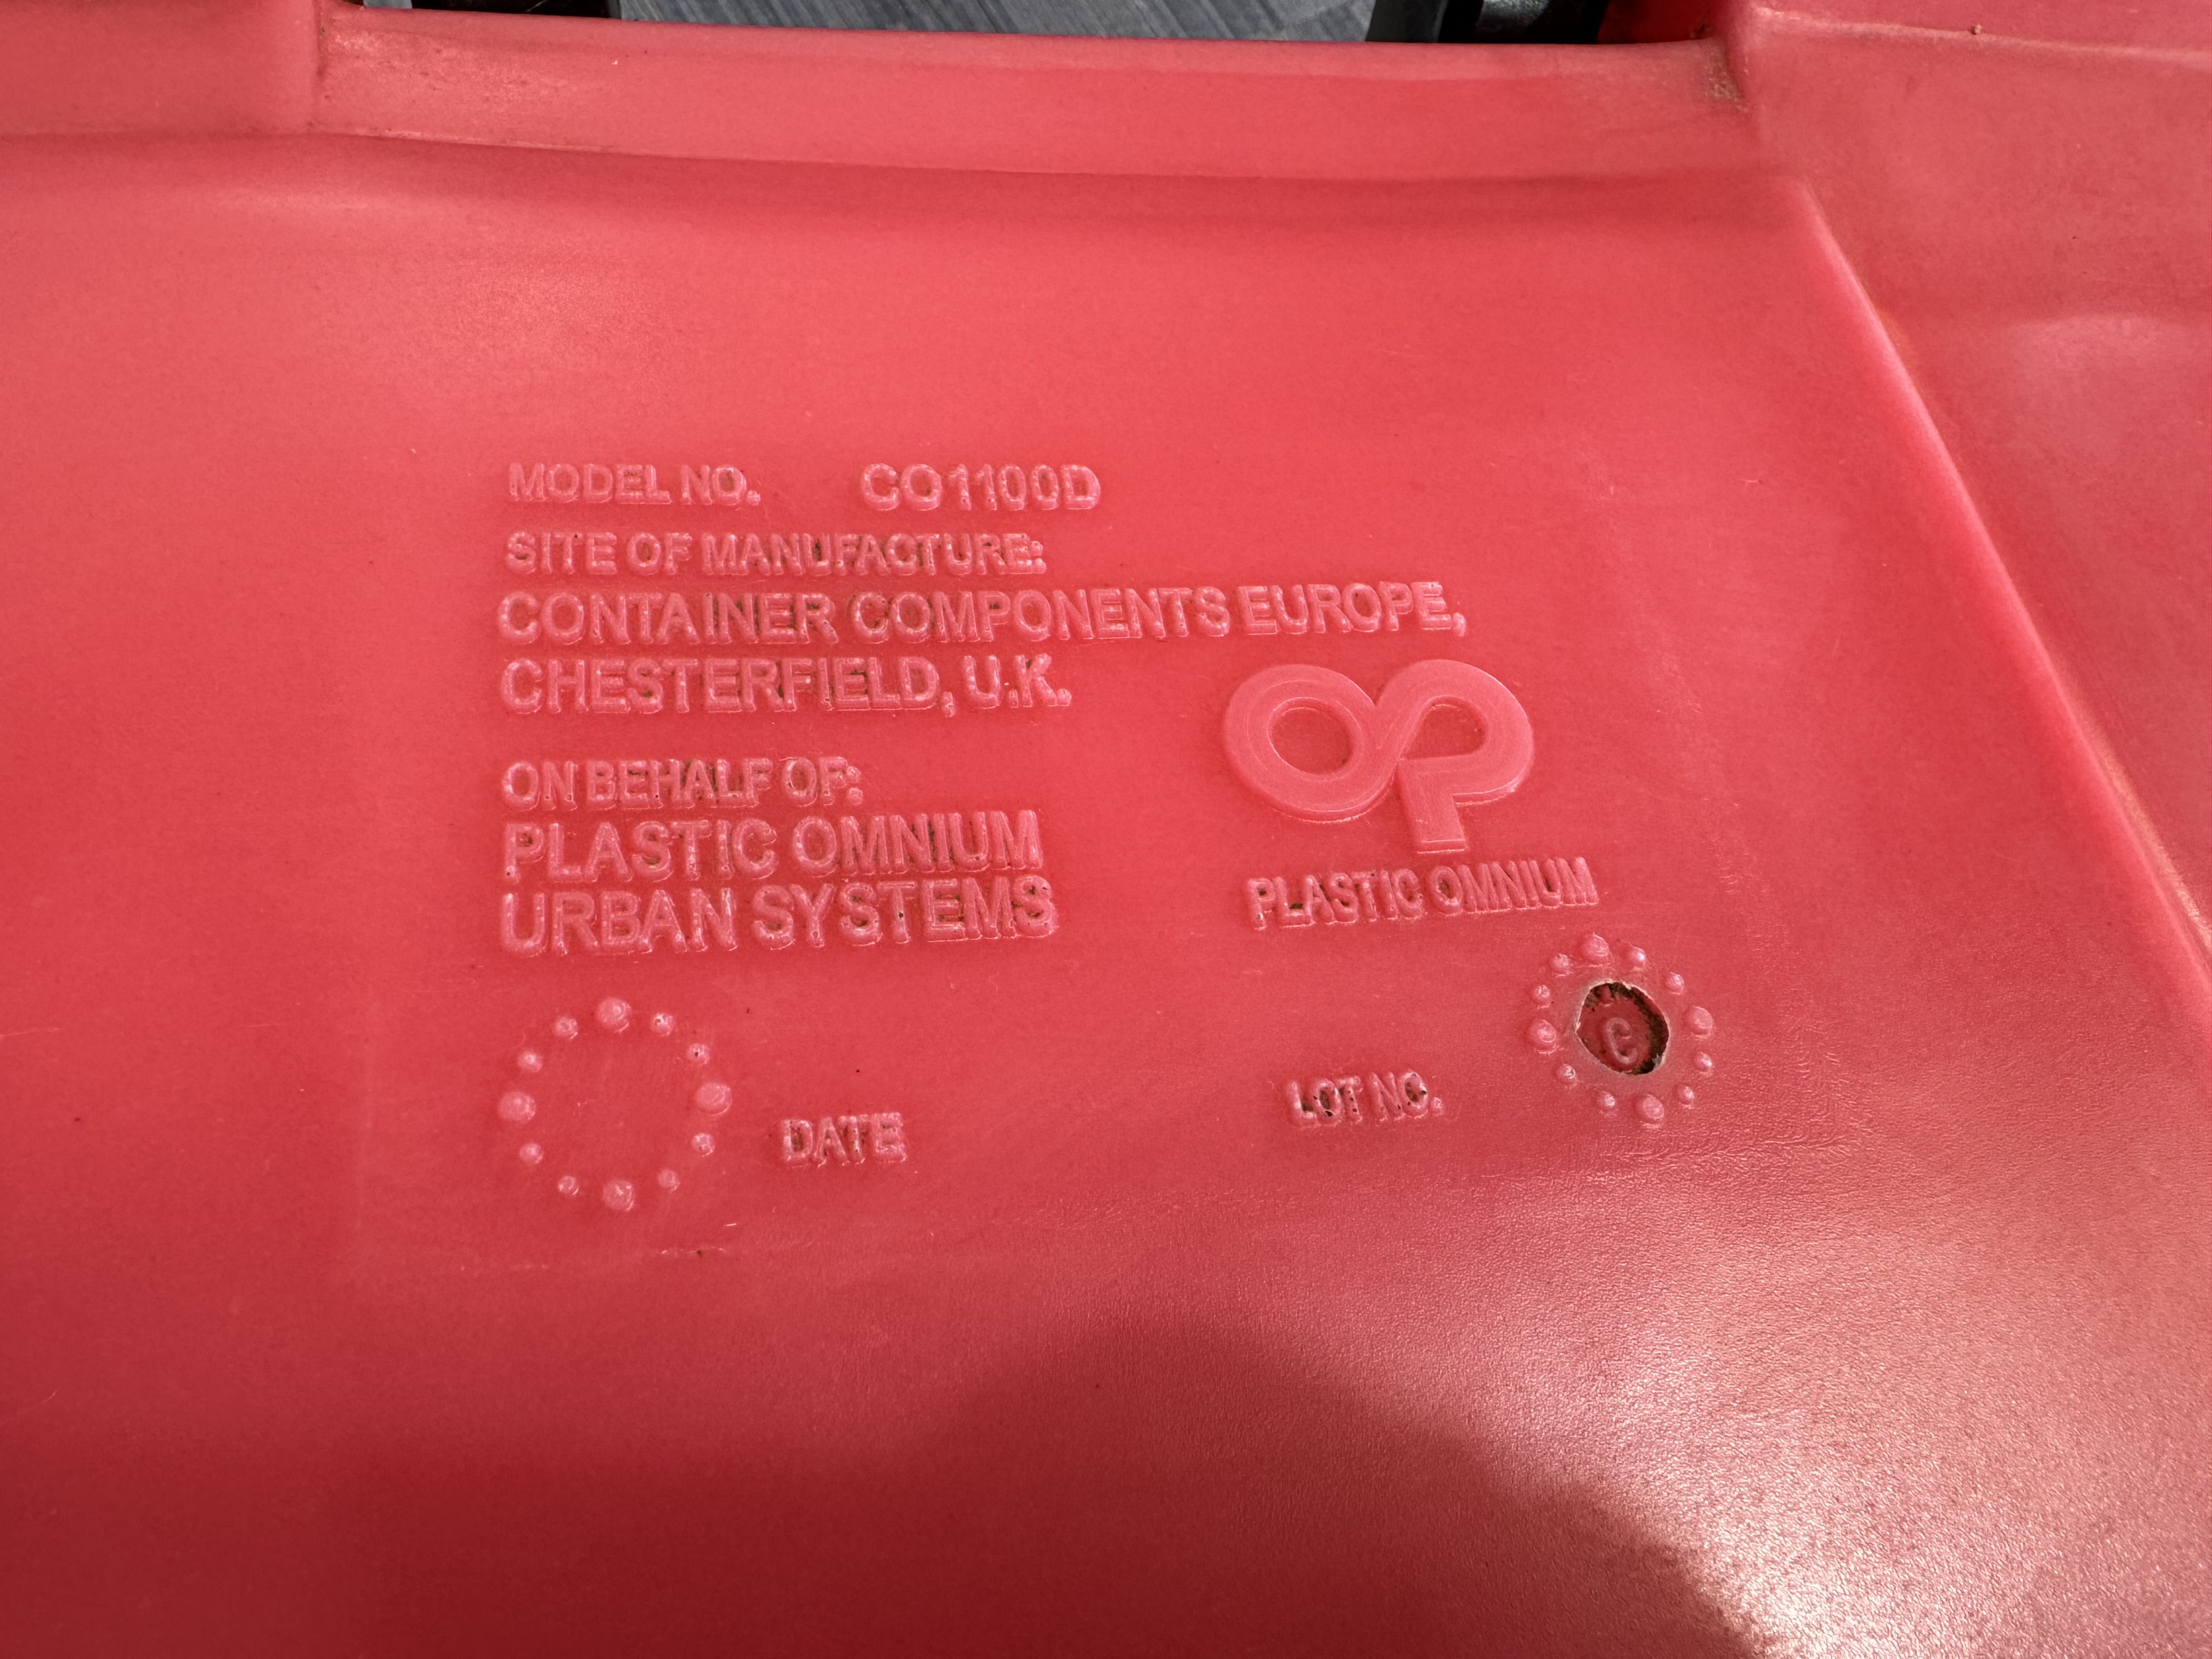 MODEL NO. CO1100D
SITE OF MANUFACTURE:
CONTAINER COMPONENTS EUROPE,
CHESTERFIELD, U.K.
ON BEHALF OF:
PLASTIC OMNIUM
URBAN SYSTEMS
PLASTIC OMNIUM
DATE
LOT NO.
C